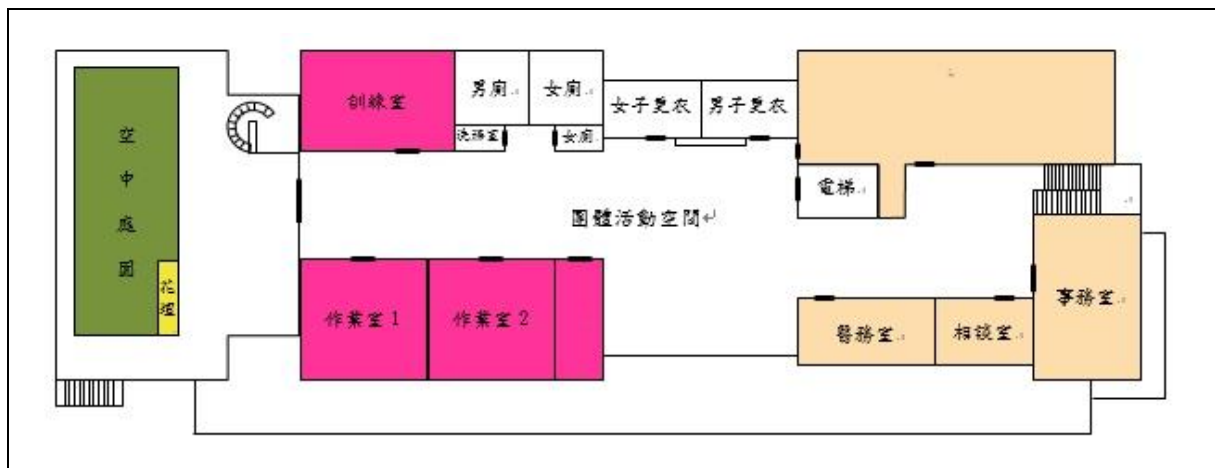 空中庭園
花壇
訓練室
男廁
女廁
洗滌室
女廁
女子更衣
男子更衣
電梯
團體活動空間
作業室1
作業室2
醫務室
相談室
事務室